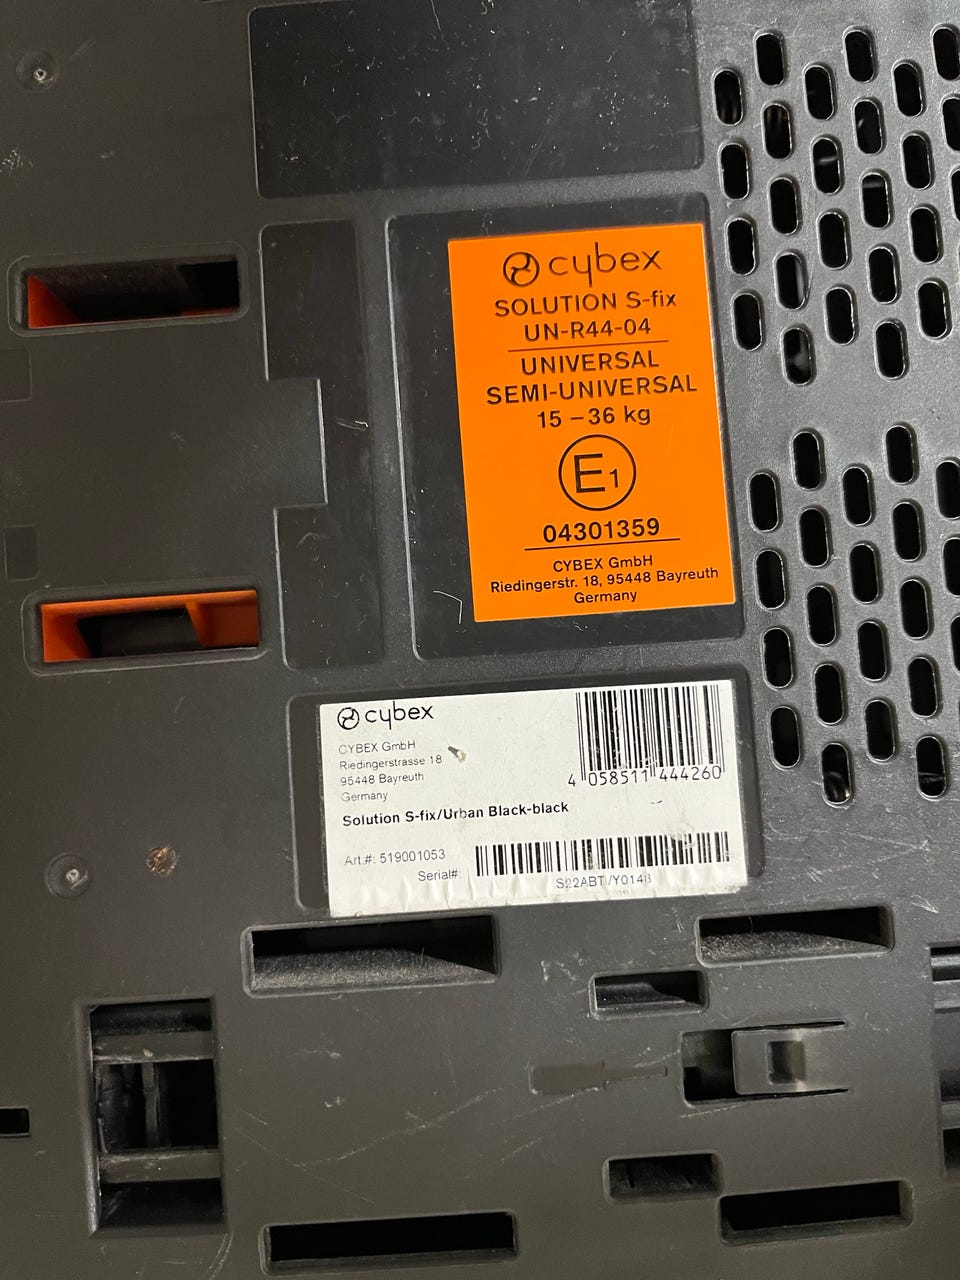 cybex
SOLUTION S-fix
UN-R44-04
UNIVERSAL
SEMI-UNIVERSAL
15 – 36 kg
E1
04301359
CYBEX GmbH
Riedingerstr. 18, 95448 Bayreuth
Germany
cybex
CYBEX GmbH
Riedingerstrasse 18
95448 Bayreuth
Germany
4 058511 444260
Solution S-fix/Urban Black-black
Art.#: 519001053
Serial#: